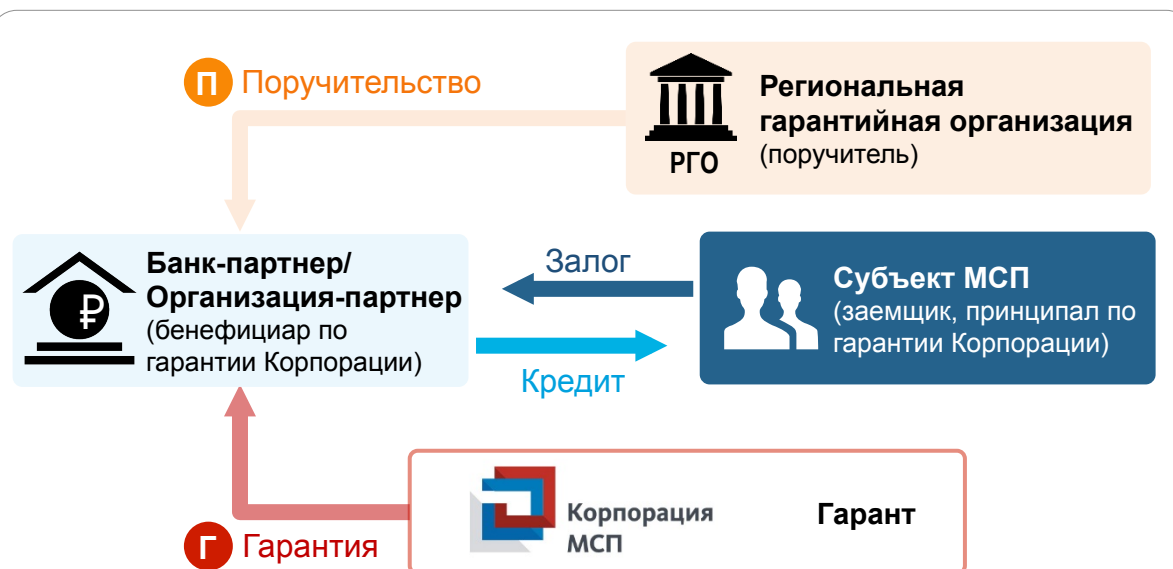 П Поручительство
Региональная
гарантийная организация
(поручитель)
РГО
Банк-партнер/
Организация-партнер
(бенефициар по
гарантии Корпорации)
Залог
Кредит
Субъект МСП
(заемщик, принципал по
гарантии Корпорации)
Корпорация
МСП
Гарант
Г Гарантия